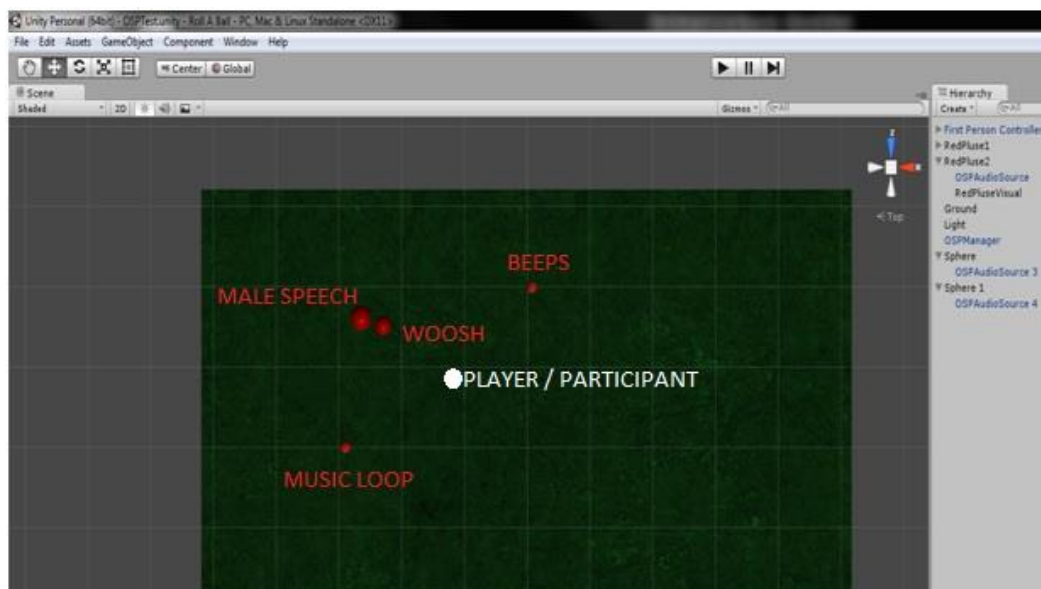 Unity Personal (64bit) - OSPTest.unity - Roll A Ball - PC, Mac & Linux Standalone <DX11>
File Edit Assets GameObject Component Window Help
Center Global
Scene
Hierarchy
Shaded 2D Gizmos All
Create All
First Person Controller
RedPluse1
RedPluse2
OSPAudioSource
RedPluseVisual
Ground
Light
OSPManager
Sphere
OSPAudioSource 3
Sphere 1
OSPAudioSource 4
z
x
Top
BEEPS
MALE SPEECH
WOOSH
PLAYER / PARTICIPANT
MUSIC LOOP